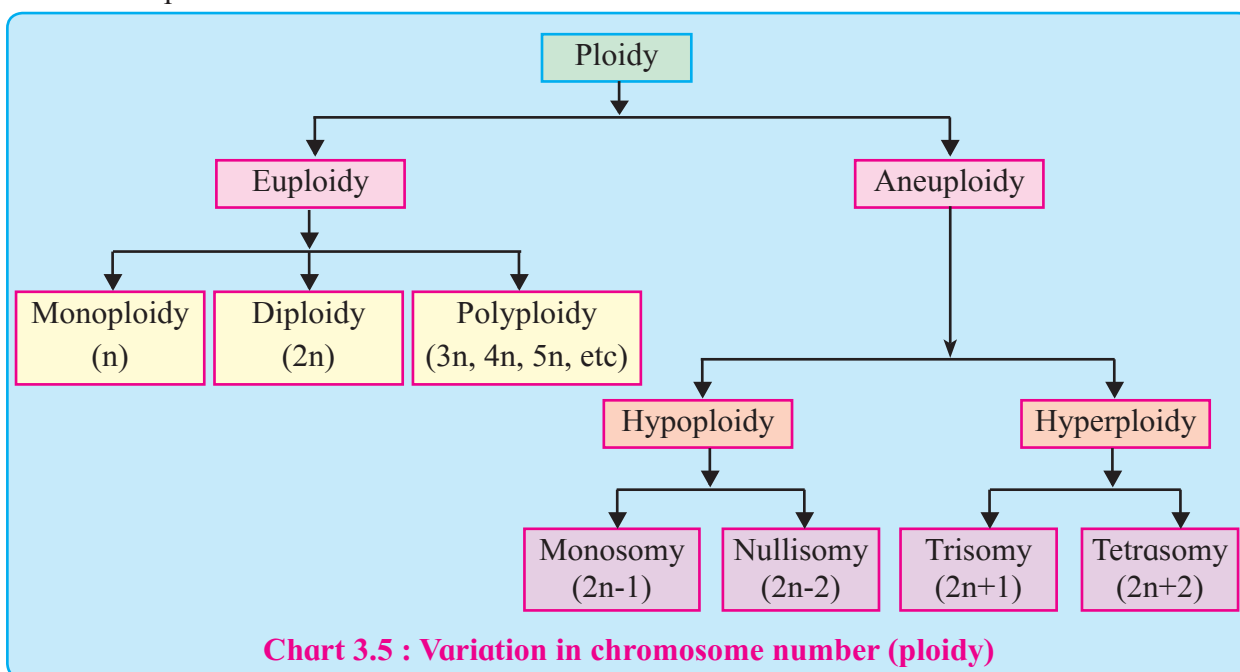 Ploidy
Euploidy
Aneuploidy
Monoploidy
(n)
Diploidy
(2n)
Polyploidy
(3n, 4n, 5n, etc)
Hypoploidy
Hyperploidy
Monosomy
(2n-1)
Nullisomy
(2n-2)
Trisomy
(2n+1)
Tetrasomy
(2n+2)
Chart 3.5 : Variation in chromosome number (ploidy)